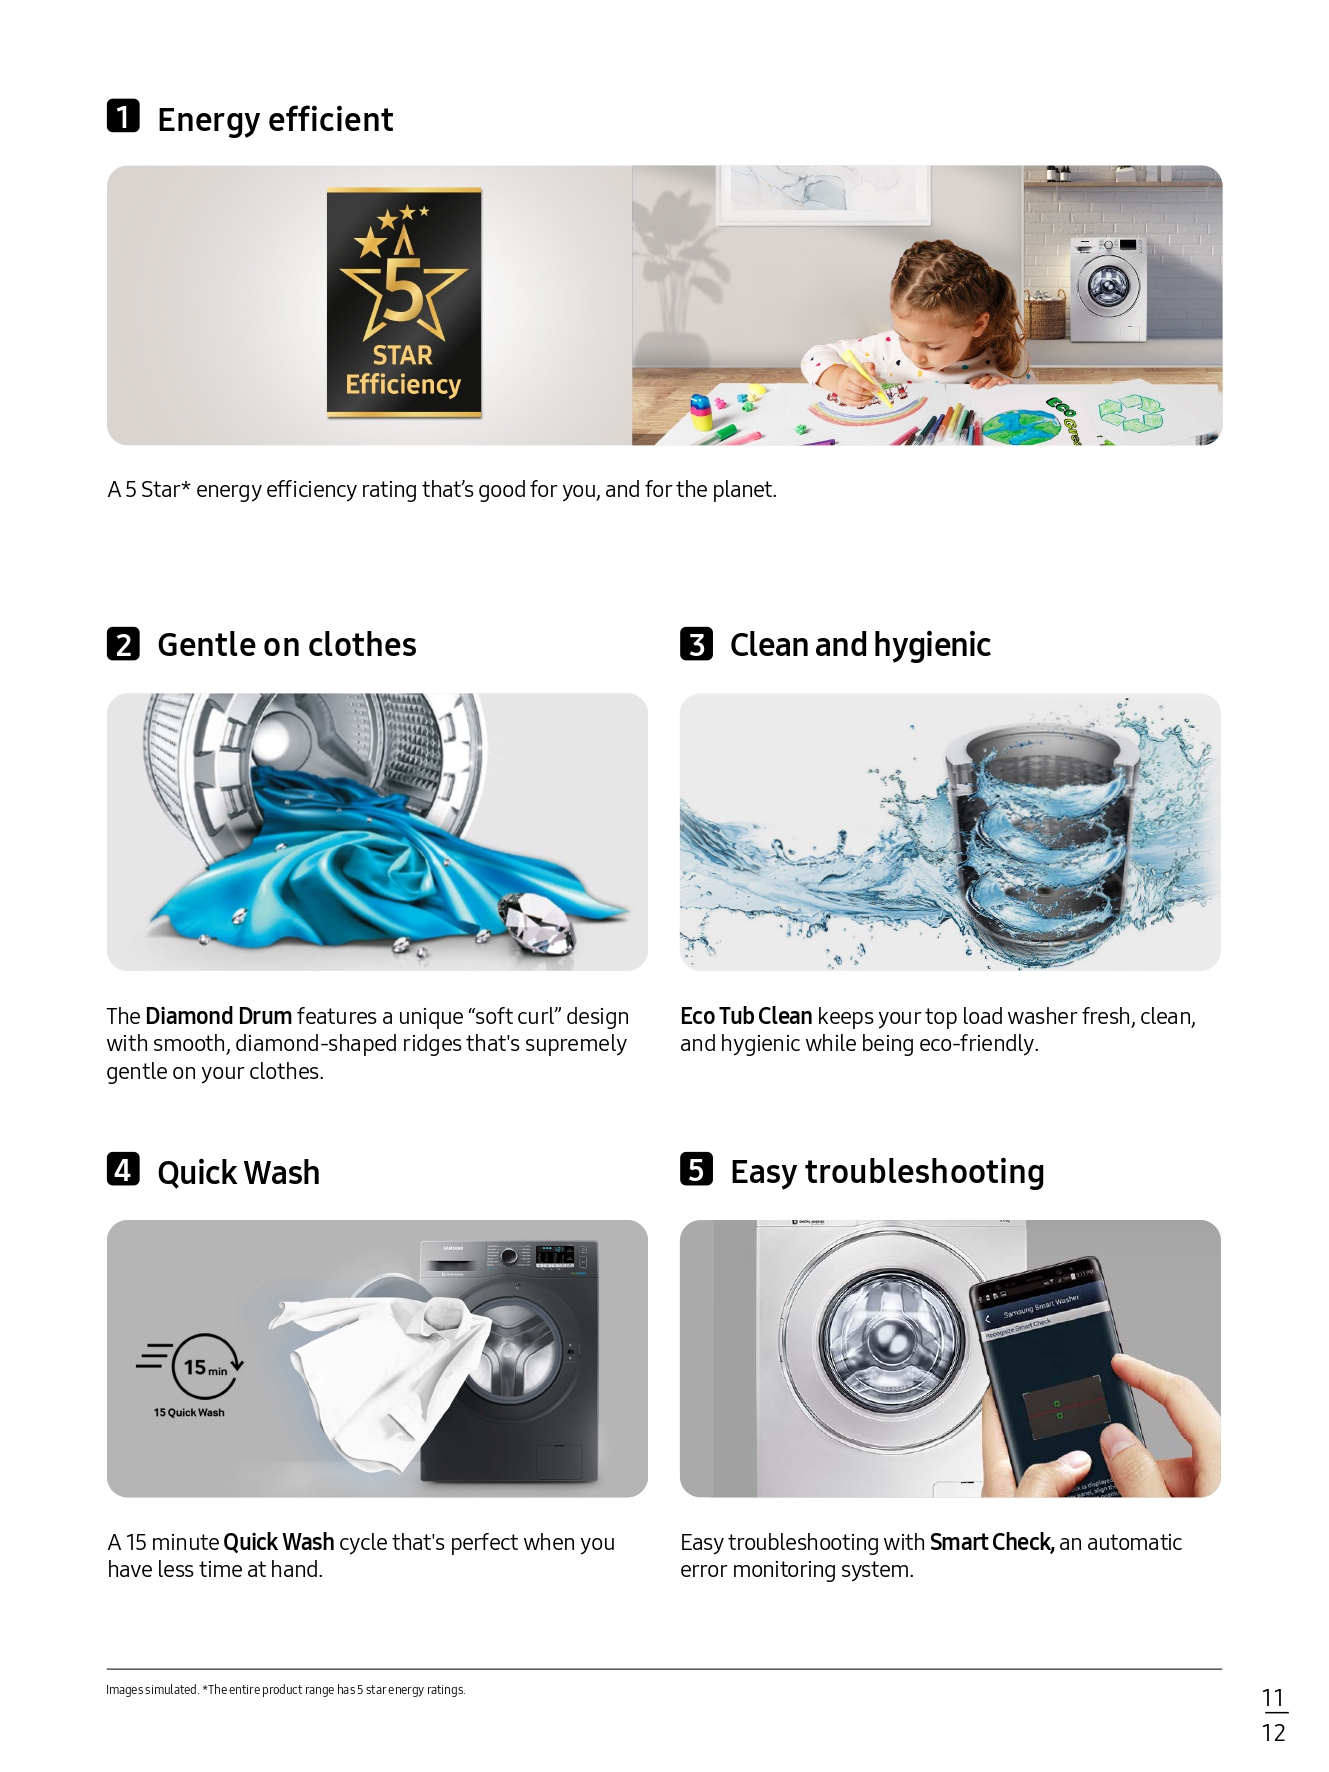 1 Energy efficient
5
STAR
Efficiency
ECO
A 5 Star* energy efficiency rating that’s good for you, and for the planet.
2 Gentle on clothes
3 Clean and hygienic
The Diamond Drum features a unique “soft curl” design
with smooth, diamond-shaped ridges that's supremely
gentle on your clothes.
Eco Tub Clean keeps your top load washer fresh, clean,
and hygienic while being eco-friendly.
4 Quick Wash
5 Easy troubleshooting
SAMSUNG
15 min
15 Quick Wash
Samsung Smart Washer
Recognize Smart Check
A 15 minute Quick Wash cycle that's perfect when you
have less time at hand.
Easy troubleshooting with Smart Check, an automatic
error monitoring system.
Images simulated. *The entire product range has 5 star energy ratings.
11
12